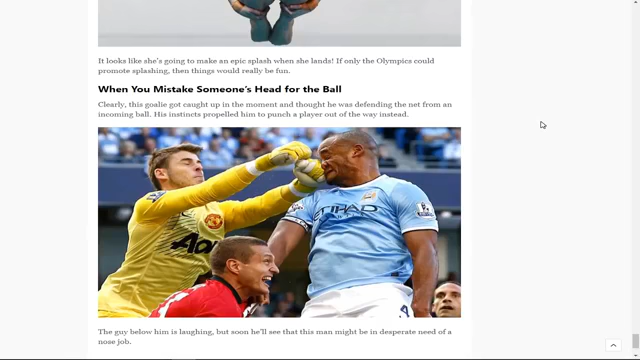 It looks like she's going to make an epic splash when she lands! If only the Olympics could
promote splashing, then things would really be fun.
When You Mistake Someone's Head for the Ball
Clearly, this goalie got caught up in the moment and thought he was defending the net from an
incoming ball. His instincts propelled him to punch a player out of the way instead.
ETIHAD
The guy below him is laughing, but soon he'll see that this man might be in desperate need of a
nose job.